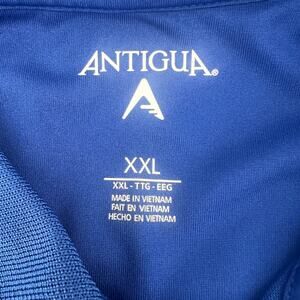 ANTIGUA®
XXL
XXL - TTG - EEG
MADE IN VIETNAM
FAIT EN VIETNAM
HECHO EN VIETNAM